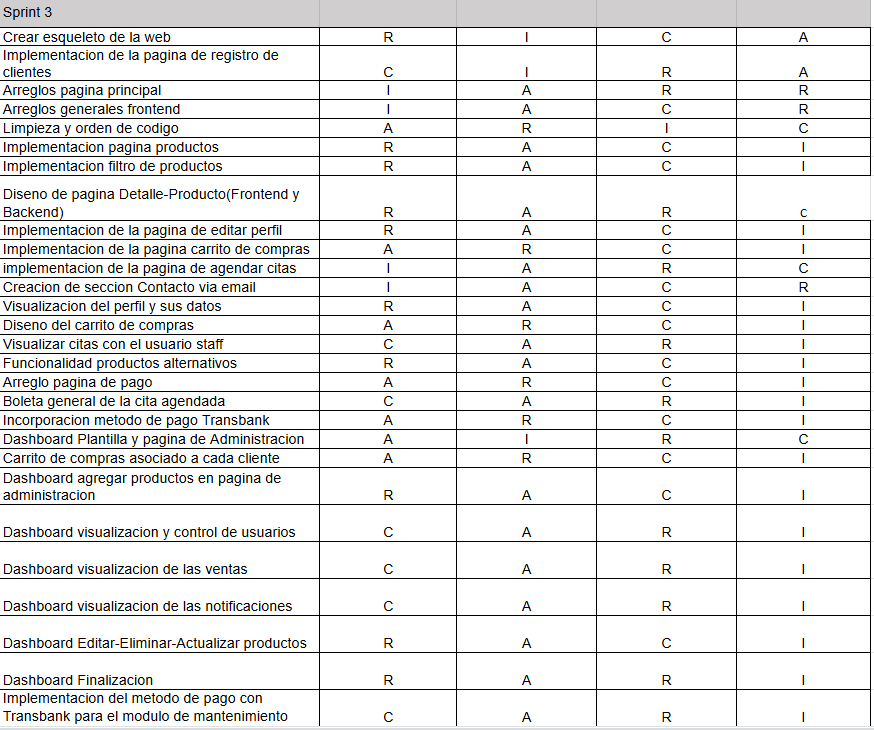 Sprint 3
Crear esqueleto de la web R I C A
Implementacion de la pagina de registro de
clientes C I R A
Arreglos pagina principal I A R R
Arreglos generales frontend I A C R
Limpieza y orden de codigo A R I C
Implementacion pagina productos R A C I
Implementacion filtro de productos R A C I
Diseno de pagina Detalle-Producto(Frontend y
Backend) R A R c
Implementacion de la pagina de editar perfil R A C I
Implementacion de la pagina carrito de compras A R C I
implementacion de la pagina de agendar citas I A R C
Creacion de seccion Contacto via email I A C R
Visualizacion del perfil y sus datos R A C I
Diseno del carrito de compras A R C I
Visualizar citas con el usuario staff C A R I
Funcionalidad productos alternativos R A C I
Arreglo pagina de pago A R C I
Boleta general de la cita agendada C A R I
Incorporacion metodo de pago Transbank A R C I
Dashboard Plantilla y pagina de Administracion A I R C
Carrito de compras asociado a cada cliente A R C I
Dashboard agregar productos en pagina de
administracion R A C I
Dashboard visualizacion y control de usuarios C A R I
Dashboard visualizacion de las ventas C A R I
Dashboard visualizacion de las notificaciones C A R I
Dashboard Editar-Eliminar-Actualizar productos R A C I
Dashboard Finalizacion R A R I
Implementacion del metodo de pago con
Transbank para el modulo de mantenimiento C A R I